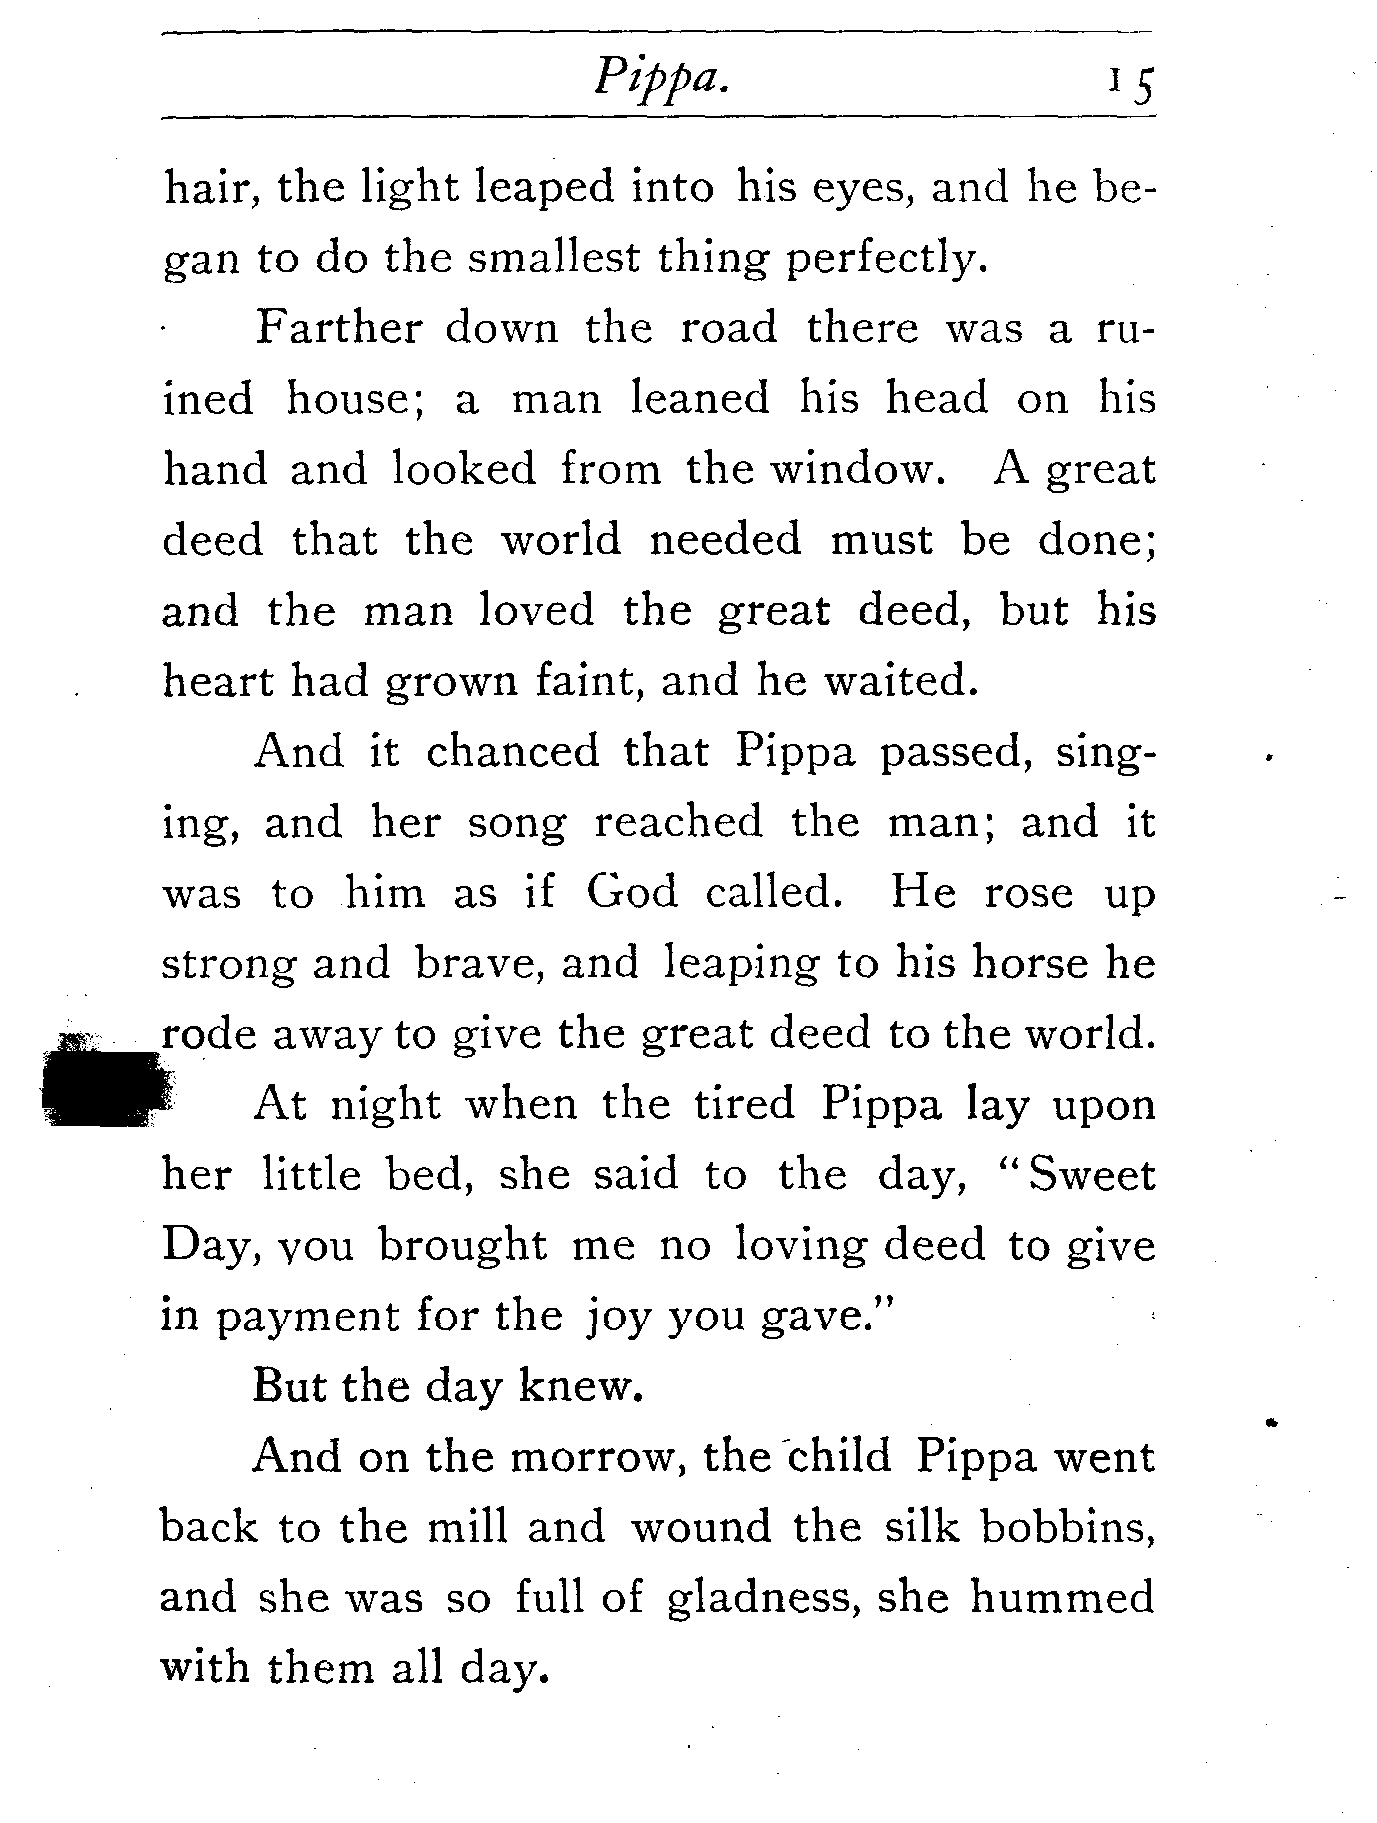 Pippa. 15
hair, the light leaped into his eyes, and he be-
gan to do the smallest thing perfectly.
Farther down the road there was a ru-
ined house; a man leaned his head on his
hand and looked from the window. A great
deed that the world needed must be done;
and the man loved the great deed, but his
heart had grown faint, and he waited.
And it chanced that Pippa passed, sing-
ing, and her song reached the man; and it
was to him as if God called. He rose up
strong and brave, and leaping to his horse he
rode away to give the great deed to the world.
At night when the tired Pippa lay upon
her little bed, she said to the day, “Sweet
Day, you brought me no loving deed to give
in payment for the joy you gave.”
But the day knew.
And on the morrow, the child Pippa went
back to the mill and wound the silk bobbins,
and she was so full of gladness, she hummed
with them all day.